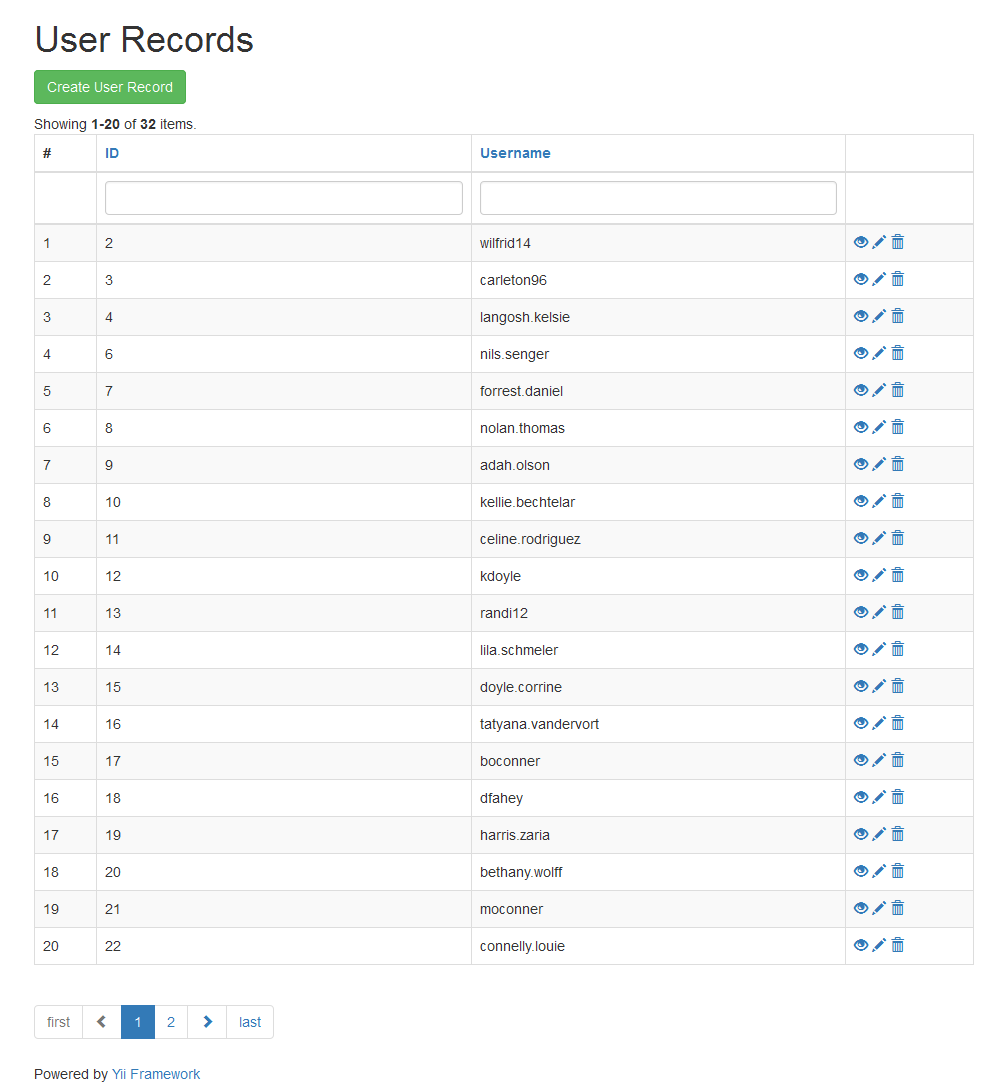 User Records
Create User Record
Showing 1-20 of 32 items.
# ID Username
1 2 wilfrid14
2 3 carleton96
3 4 langosh.kelsie
4 6 nils.senger
5 7 forrest.daniel
6 8 nolan.thomas
7 9 adah.olson
8 10 kellie.bechtelar
9 11 celine.rodriguez
10 12 kdoyle
11 13 randi12
12 14 lila.schmeler
13 15 doyle.corrine
14 16 tatyana.vandervort
15 17 boconner
16 18 dfahey
17 19 harris.zaria
18 20 bethany.wolff
19 21 moconner
20 22 connelly.louie
first 1 2 last
Powered by Yii Framework